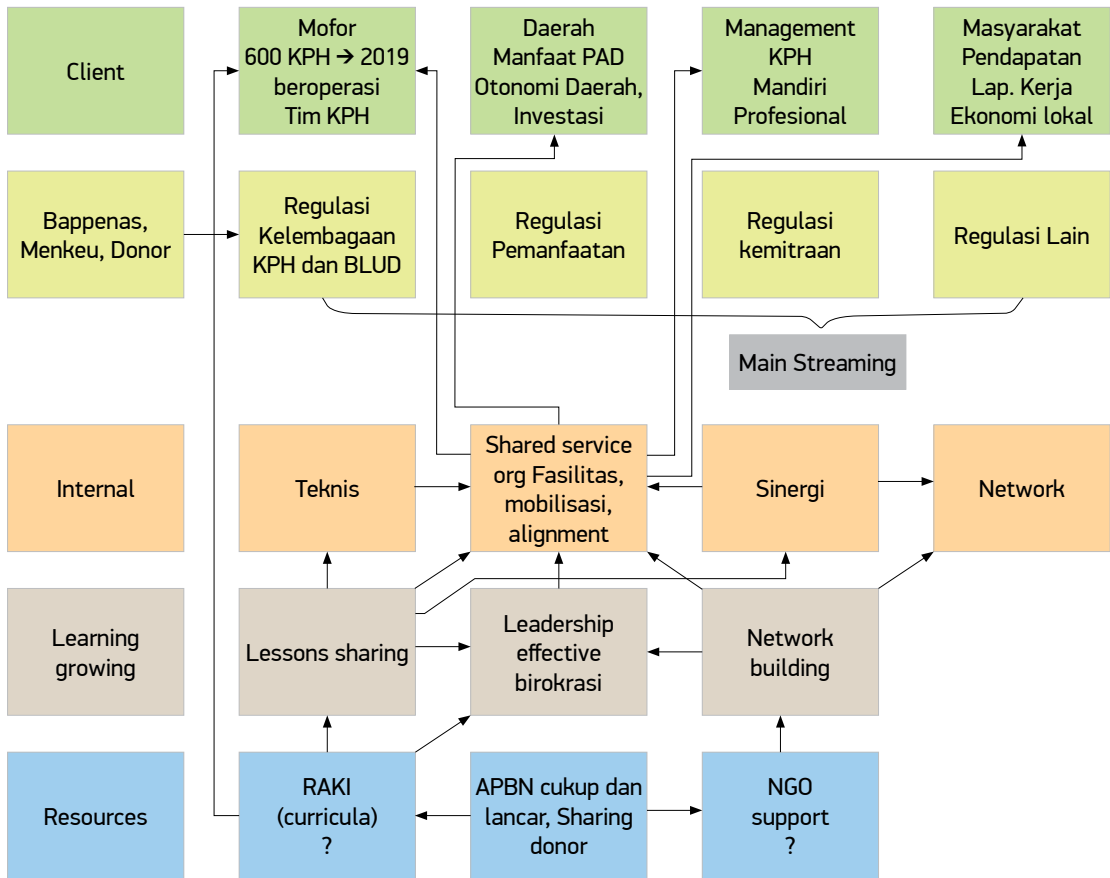 Client
Mofor
600 KPH → 2019
beroperasi
Tim KPH
Daerah
Manfaat PAD
Otonomi Daerah,
Investasi
Management
KPH
Mandiri
Profesional
Masyarakat
Pendapatan
Lap. Kerja
Ekonomi lokal
Bappenas,
Menkeu, Donor
Regulasi
Kelembagaan
KPH dan BLUD
Regulasi
Pemanfaatan
Regulasi
kemitraan
Regulasi Lain
Main Streaming
Internal
Teknis
Shared service
org Fasilitas,
mobilisasi,
alignment
Sinergi
Network
Learning
growing
Lessons sharing
Leadership
effective
birokrasi
Network
building
Resources
RAKI
(curricula)
?
APBN cukup dan
lancar, Sharing
donor
NGO
support
?